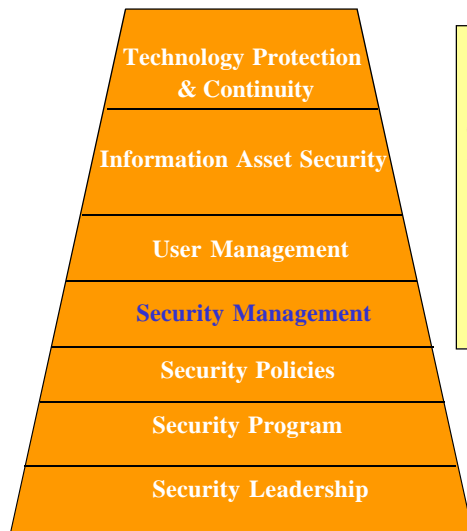 Technology Protection
& Continuity
Information Asset Security
User Management
Security Management
Security Policies
Security Program
Security Leadership